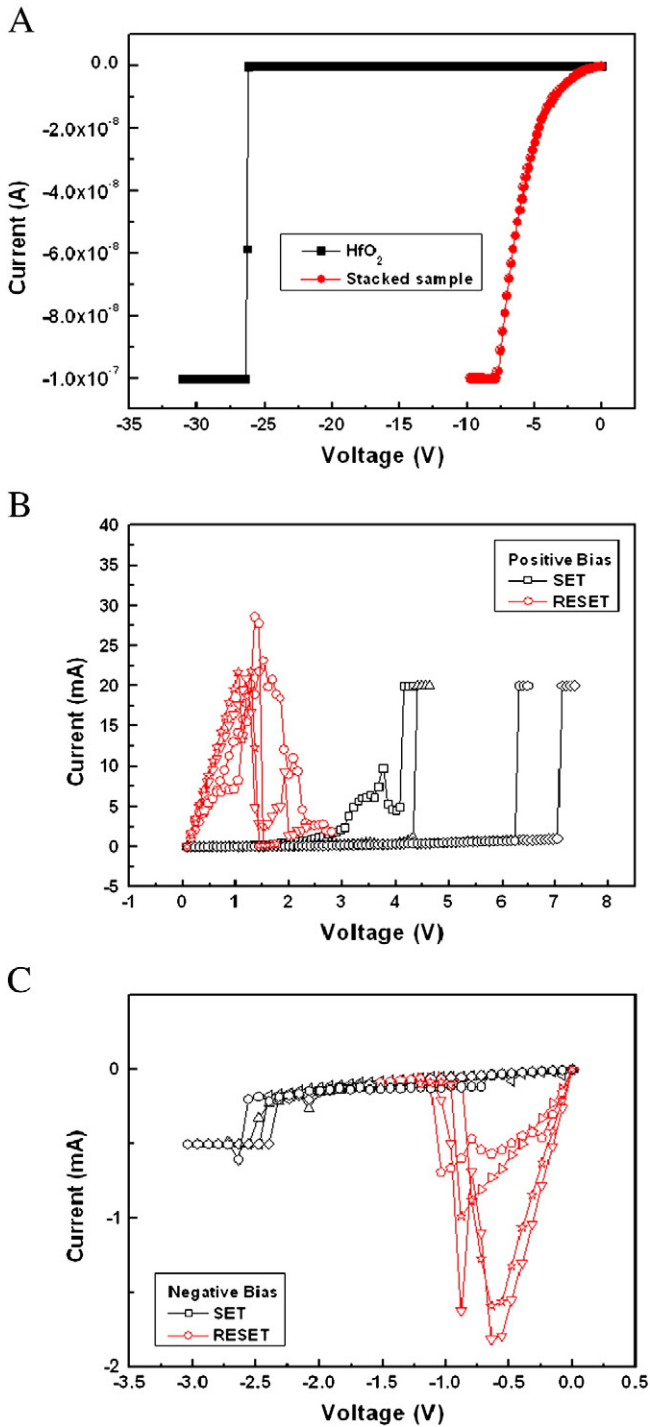 A
0.0
-2.0x10⁻⁸
-4.0x10⁻⁸
-6.0x10⁻⁸
-8.0x10⁻⁸
-1.0x10⁻⁷
Current (A)
HfO₂
Stacked sample
-35 -30 -25 -20 -15 -10 -5 0
Voltage (V)
B
40
35
30
25
20
15
10
5
0
-5
Current (mA)
Positive Bias
SET
RESET
-1 0 1 2 3 4 5 6 7 8
Voltage (V)
C
0
-1
-2
Current (mA)
Negative Bias
SET
RESET
-3.5 -3.0 -2.5 -2.0 -1.5 -1.0 -0.5 0.0 0.5
Voltage (V)